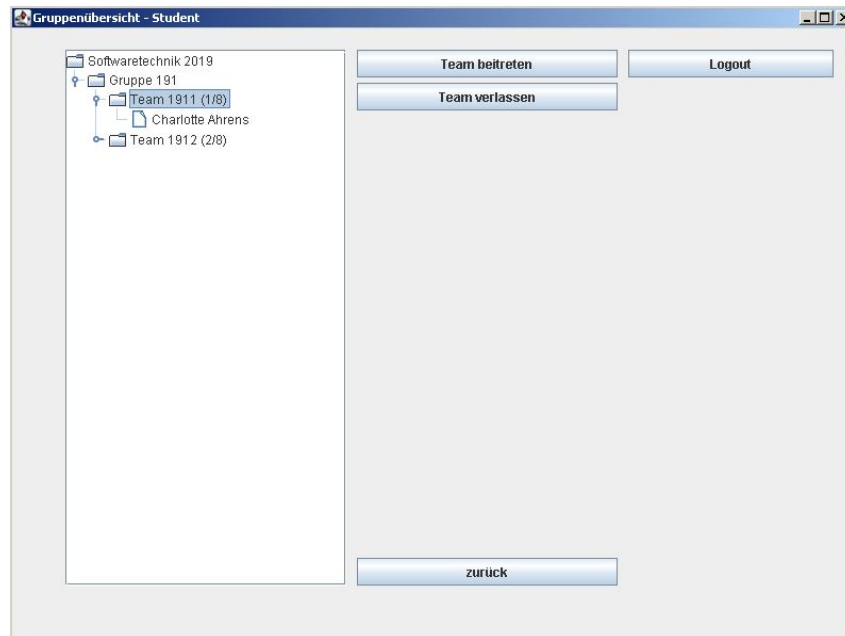 Gruppenübersicht - Student
Softwaretechnik 2019
Gruppe 191
Team 1911 (1/8)
Charlotte Ahrens
Team 1912 (2/8)
Team beitreten
Logout
Team verlassen
zurück